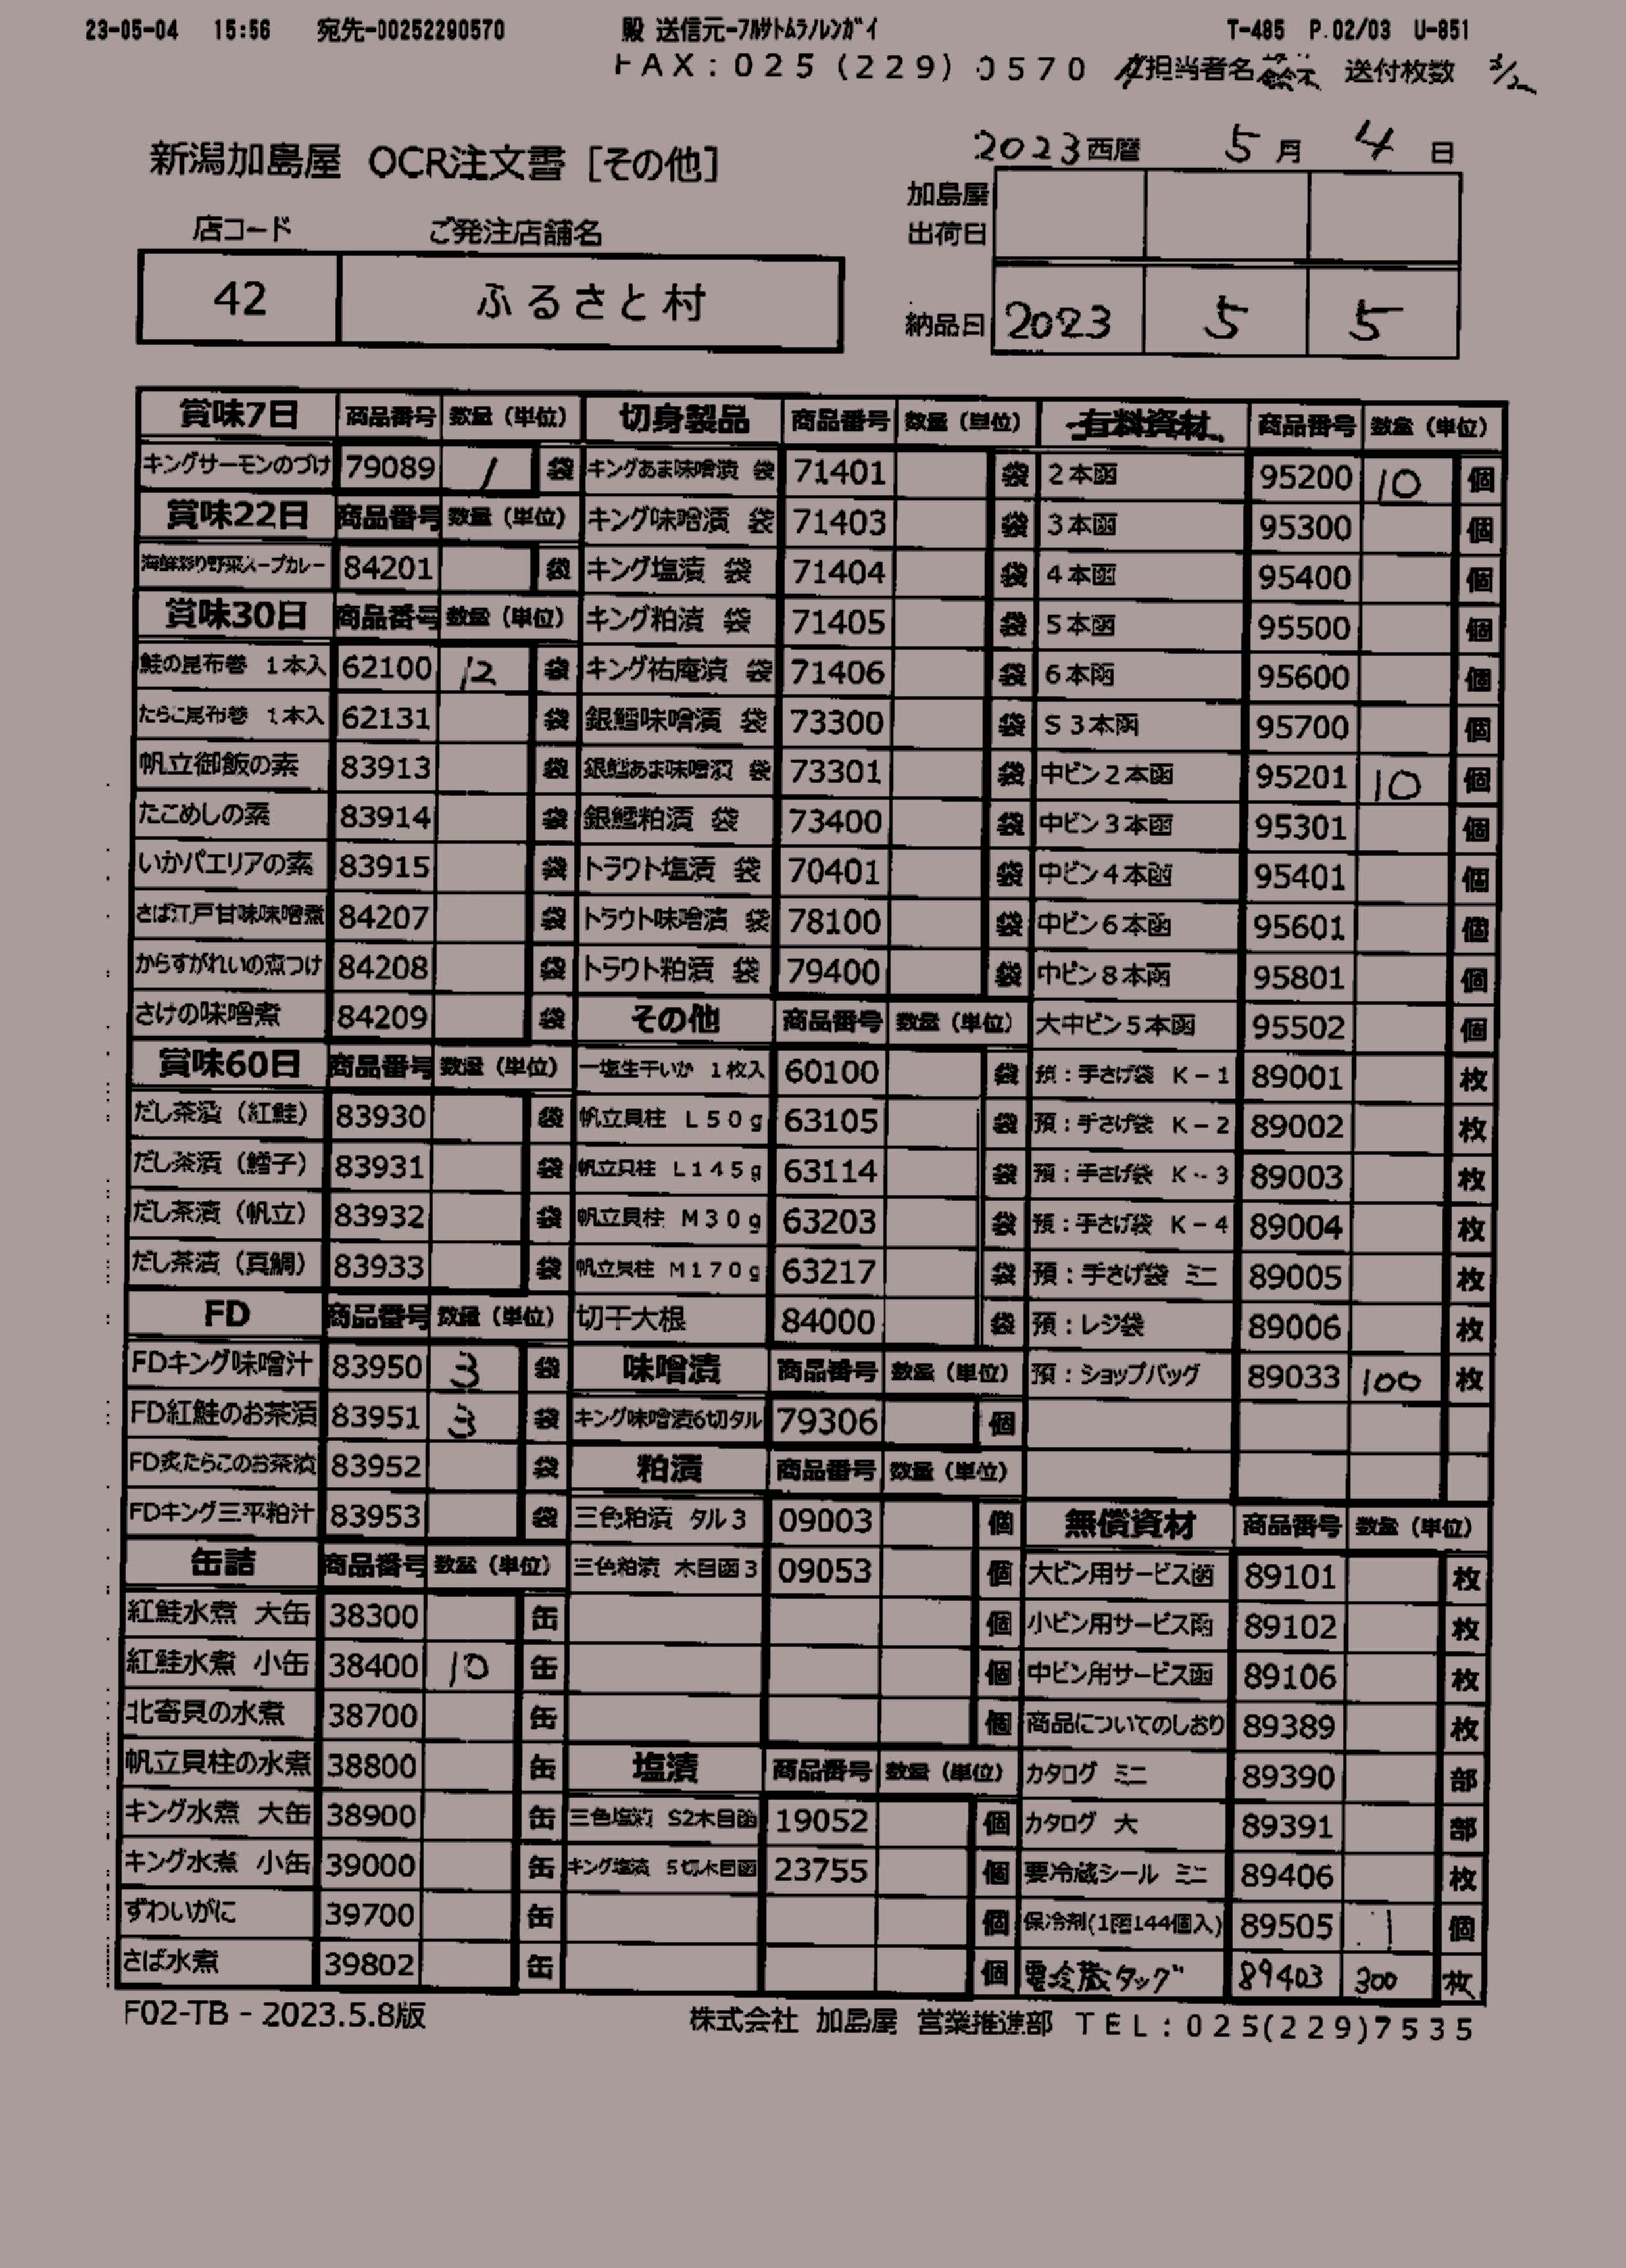 23-05-04 15:56 宛先-00252290570 殿 送信元-フルサトムラノレンガイ T-485 P.02/03 U-851
FAX:025(229)0570 ご担当者名 送付枚数
新潟加島屋 OCR注文書 [その他]
2023西暦 5月 4日
加島屋出荷日
店コード ご発注店舗名
42 ふるさと村
納品日 2023 5 5
賞味7日 商品番号 数量(単位) 切身製品 商品番号 数量(単位) 有料資材 商品番号 数量(単位)
キングサーモンのづけ 79089 1 袋 キングあま味噌漬 袋 71401 袋 2本函 95200 10 個
賞味22日 商品番号 数量(単位) キング味噌漬 袋 71403 袋 3本函 95300 個
海鮮彩り野菜スープカレー 84201 袋 キング塩漬 袋 71404 袋 4本函 95400 個
賞味30日 商品番号 数量(単位) キング粕漬 袋 71405 袋 5本函 95500 個
鮭の昆布巻 1本入 62100 12 袋 キング祐庵漬 袋 71406 袋 6本函 95600 個
たらこ昆布巻 1本入 62131 袋 銀鱈味噌漬 袋 73300 袋 S3本函 95700 個
帆立御飯の素 83913 袋 銀鱈あま味噌漬 袋 73301 袋 中ビン2本函 95201 10 個
たこめしの素 83914 袋 銀鱈粕漬 袋 73400 袋 中ビン3本函 95301 個
いかパエリアの素 83915 袋 トラウト塩漬 袋 70401 袋 中ビン4本函 95401 個
さば江戸甘味味噌煮 84207 袋 トラウト味噌漬 袋 78100 袋 中ビン6本函 95601 個
からすがれいの煮つけ 84208 袋 トラウト粕漬 袋 79400 袋 中ビン8本函 95801 個
さけの味噌煮 84209 袋 その他 商品番号 数量(単位) 大中ビン5本函 95502 個
賞味60日 商品番号 数量(単位) 一塩生干いか 1枚入 60100 袋 預:手さげ袋 K-1 89001 枚
だし茶漬(紅鮭) 83930 袋 帆立貝柱 L50g 63105 袋 預:手さげ袋 K-2 89002 枚
だし茶漬(鱈子) 83931 袋 帆立貝柱 L145g 63114 袋 預:手さげ袋 K-3 89003 枚
だし茶漬(帆立) 83932 袋 帆立貝柱 M30g 63203 袋 預:手さげ袋 K-4 89004 枚
だし茶漬(真鯛) 83933 袋 帆立貝柱 M170g 63217 袋 預:手さげ袋 ミニ 89005 枚
FD 商品番号 数量(単位) 切干大根 84000 袋 預:レジ袋 89006 枚
FDキング味噌汁 83950 3 袋 味噌漬 商品番号 数量(単位) 預:ショップバッグ 89033 100 枚
FD紅鮭のお茶漬 83951 3 袋 キング味噌漬6切タル 79306 個
FD炙たらこのお茶漬 83952 袋 粕漬 商品番号 数量(単位)
FDキング三平粕汁 83953 袋 三色粕漬 タル3 09003 個 無償資材 商品番号 数量(単位)
缶詰 商品番号 数量(単位) 三色粕漬 木目函3 09053 個 大ビン用サービス函 89101 枚
紅鮭水煮 大缶 38300 缶 個 小ビン用サービス函 89102 枚
紅鮭水煮 小缶 38400 10 缶 個 中ビン用サービス函 89106 枚
北寄貝の水煮 38700 缶 個 商品についてのしおり 89389 枚
帆立貝柱の水煮 38800 缶 塩漬 商品番号 数量(単位) カタログ ミニ 89390 部
キング水煮 大缶 38900 缶 三色塩漬 S2木目函 19052 個 カタログ 大 89391 部
キング水煮 小缶 39000 缶 キング塩漬 5切木目函 23755 個 要冷蔵シール ミニ 89406 枚
ずわいがに 39700 缶 個 保冷剤(1函144個入) 89505 1 個
さば水煮 39802 缶 個 要冷蔵タッグ 89403 300 枚
F02-TB - 2023.5.8版 株式会社 加島屋 営業推進部 TEL:025(229)7535